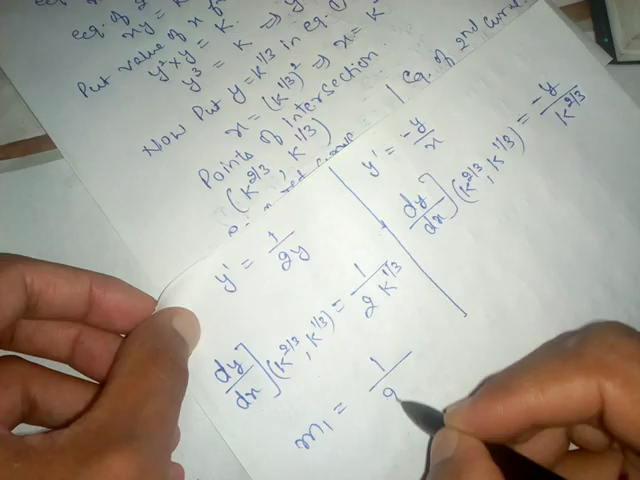 eq. of 2
xy = K
Put value of x
y² x y = K
y³ = K ⇒ y
Now Put y = K^1/3 in eq. ①
x = (K^1/3)² ⇒ x = K
Points of Intersection.
(K^2/3, K^1/3)
y' = 1/2y
dy/dx](K^2/3, K^1/3) = 1/2K^1/3
m₁ = 1/2
Eq. of 2nd Curve
y' = -y/x
dy/dx](K^2/3, K^1/3) = -y/K^2/3